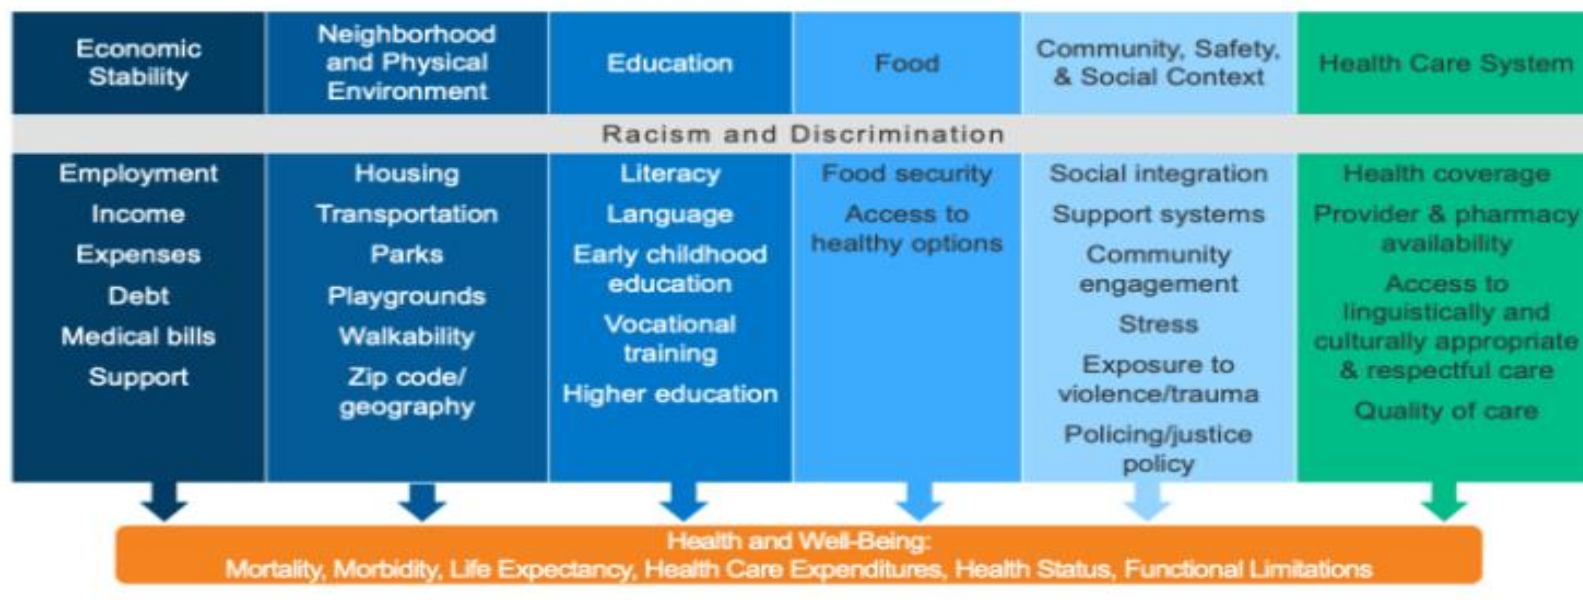 Economic
Stability
Neighborhood
and Physical
Environment
Education
Food
Community, Safety,
& Social Context
Health Care System
Racism and Discrimination
Employment
Income
Expenses
Debt
Medical bills
Support
Housing
Transportation
Parks
Playgrounds
Walkability
Zip code/
geography
Literacy
Language
Early childhood
education
Vocational
training
Higher education
Food security
Access to
healthy options
Social integration
Support systems
Community
engagement
Stress
Exposure to
violence/trauma
Policing/justice
policy
Health coverage
Provider & pharmacy
availability
Access to
linguistically and
culturally appropriate
& respectful care
Quality of care
Health and Well-Being:
Mortality, Morbidity, Life Expectancy, Health Care Expenditures, Health Status, Functional Limitations